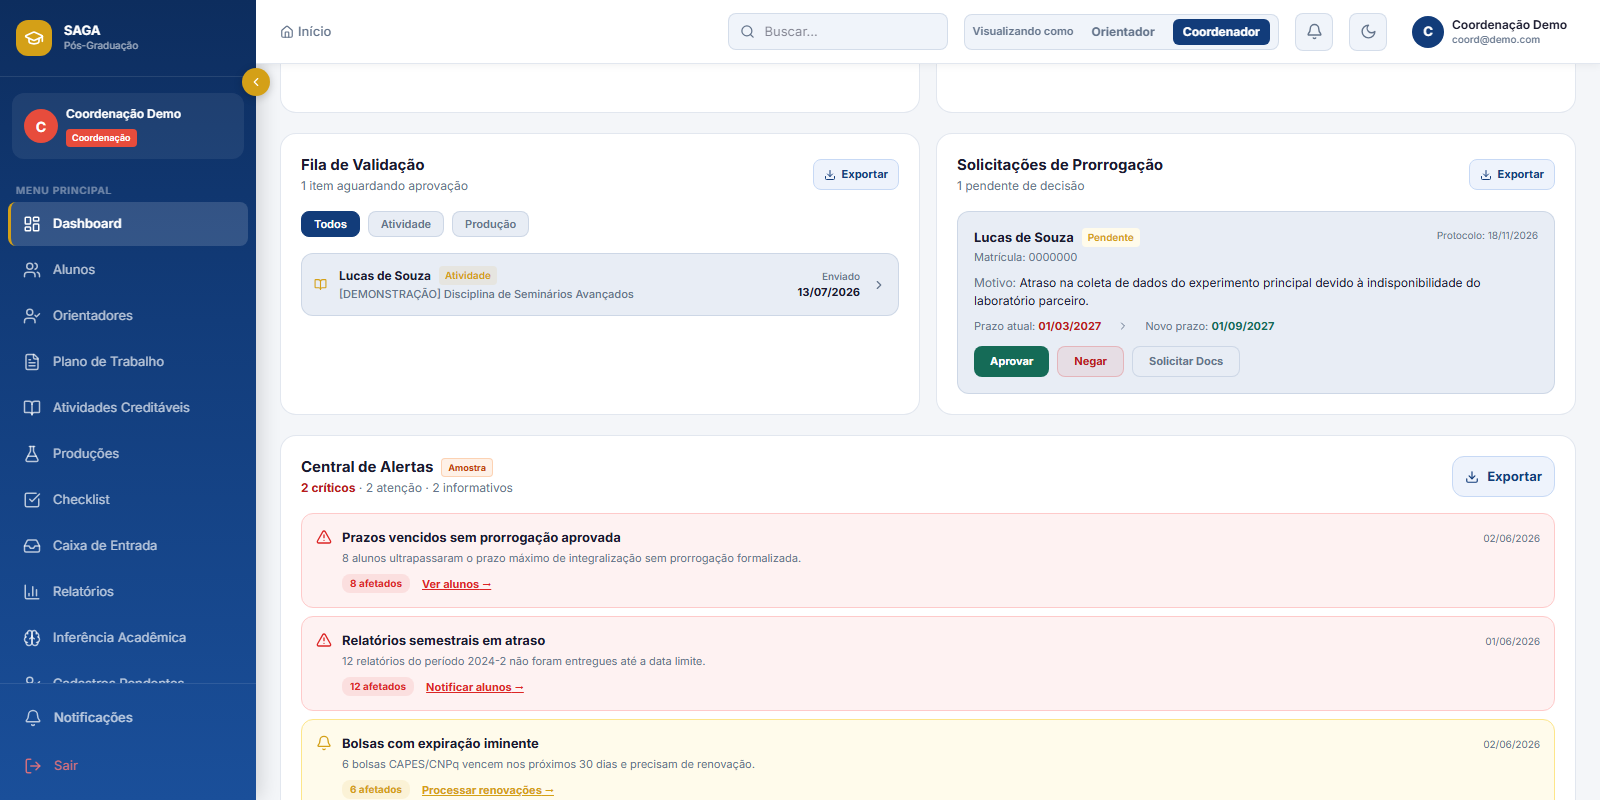 SAGA
Pós-Graduação
C
Coordenação Demo
Coordenação
MENU PRINCIPAL
Dashboard
Alunos
Orientadores
Plano de Trabalho
Atividades Creditáveis
Produções
Checklist
Caixa de Entrada
Relatórios
Inferência Acadêmica
Cadastros Pendentes
Notificações
Sair
Início
Buscar...
Visualizando como
Orientador
Coordenador
C
Coordenação Demo
coord@demo.com
Fila de Validação
1 item aguardando aprovação
Exportar
Todos
Atividade
Produção
Lucas de Souza
Atividade
[DEMONSTRAÇÃO] Disciplina de Seminários Avançados
Enviado
13/07/2026
Solicitações de Prorrogação
1 pendente de decisão
Exportar
Lucas de Souza
Pendente
Protocolo: 18/11/2026
Matrícula: 0000000
Motivo: Atraso na coleta de dados do experimento principal devido à indisponibilidade do
laboratório parceiro.
Prazo atual: 01/03/2027
Novo prazo: 01/09/2027
Aprovar
Negar
Solicitar Docs
Central de Alertas
Amostra
2 críticos · 2 atenção · 2 informativos
Exportar
Prazos vencidos sem prorrogação aprovada
02/06/2026
8 alunos ultrapassaram o prazo máximo de integralização sem prorrogação formalizada.
8 afetados
Ver alunos →
Relatórios semestrais em atraso
01/06/2026
12 relatórios do período 2024-2 não foram entregues até a data limite.
12 afetados
Notificar alunos →
Bolsas com expiração iminente
02/06/2026
6 bolsas CAPES/CNPq vencem nos próximos 30 dias e precisam de renovação.
6 afetados
Processar renovações →